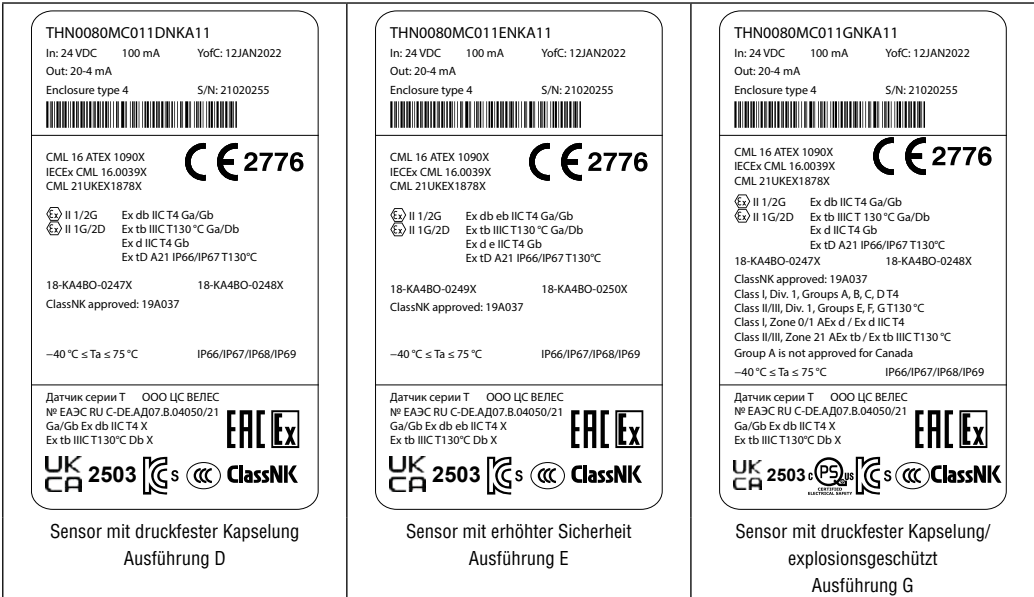 THN0080MC011DNKA11
In: 24 VDC 100 mA YofC: 12JAN2022
Out: 20-4 mA
Enclosure type 4 S/N: 21020255
CML 16 ATEX 1090X
IECEx CML 16.0039X
CML 21UKEX1878X
CE 2776
Ex II 1/2G Ex db IIC T4 Ga/Gb
Ex II 1G/2D Ex tb IIIC T130 °C Ga/Db
Ex d IIC T4 Gb
Ex tD A21 IP66/IP67 T130°C
18-KA4BO-0247X 18-KA4BO-0248X
ClassNK approved: 19A037
−40 °C ≤ Ta ≤ 75 °C IP66/IP67/IP68/IP69
Датчик серии T ООО ЦС ВЕЛЕС
№ ЕАЭС RU C-DE.АД07.В.04050/21
Ga/Gb Ex db IIC T4 X
Ex tb IIIC T130°C Db X
EAC Ex
UK CA 2503 KC s CCC ClassNK
Sensor mit druckfester Kapselung
Ausführung D
THN0080MC011ENKA11
In: 24 VDC 100 mA YofC: 12JAN2022
Out: 20-4 mA
Enclosure type 4 S/N: 21020255
CML 16 ATEX 1090X
IECEx CML 16.0039X
CML 21UKEX1878X
CE 2776
Ex II 1/2G Ex db eb IIC T4 Ga/Gb
Ex II 1G/2D Ex tb IIIC T130 °C Ga/Db
Ex d e IIC T4 Gb
Ex tD A21 IP66/IP67 T130°C
18-KA4BO-0249X 18-KA4BO-0250X
ClassNK approved: 19A037
−40 °C ≤ Ta ≤ 75 °C IP66/IP67/IP68/IP69
Датчик серии T ООО ЦС ВЕЛЕС
№ ЕАЭС RU C-DE.АД07.В.04050/21
Ga/Gb Ex db eb IIC T4 X
Ex tb IIIC T130°C Db X
EAC Ex
UK CA 2503 KC s CCC ClassNK
Sensor mit erhöhter Sicherheit
Ausführung E
THN0080MC011GNKA11
In: 24 VDC 100 mA YofC: 12JAN2022
Out: 20-4 mA
Enclosure type 4 S/N: 21020255
CML 16 ATEX 1090X
IECEx CML 16.0039X
CML 21UKEX1878X
CE 2776
Ex II 1/2G Ex db IIC T4 Ga/Gb
Ex II 1G/2D Ex tb IIIC T 130 °C Ga/Db
Ex d IIC T4 Gb
Ex tD A21 IP66/IP67 T130°C
18-KA4BO-0247X 18-KA4BO-0248X
ClassNK approved: 19A037
Class I, Div. 1, Groups A, B, C, D T4
Class II/III, Div. 1, Groups E, F, G T130 °C
Class I, Zone 0/1 AEx d / Ex d IIC T4
Class II/III, Zone 21 AEx tb / Ex tb IIIC T130 °C
Group A is not approved for Canada
−40 °C ≤ Ta ≤ 75 °C IP66/IP67/IP68/IP69
Датчик серии T ООО ЦС ВЕЛЕС
№ ЕАЭС RU C-DE.АД07.В.04050/21
Ga/Gb Ex db IIC T4 X
Ex tb IIIC T130°C Db X
EAC Ex
UK CA 2503 c PS us KC s CCC ClassNK
CERTIFIED
ELECTRICAL SAFETY
Sensor mit druckfester Kapselung/
explosionsgeschützt
Ausführung G